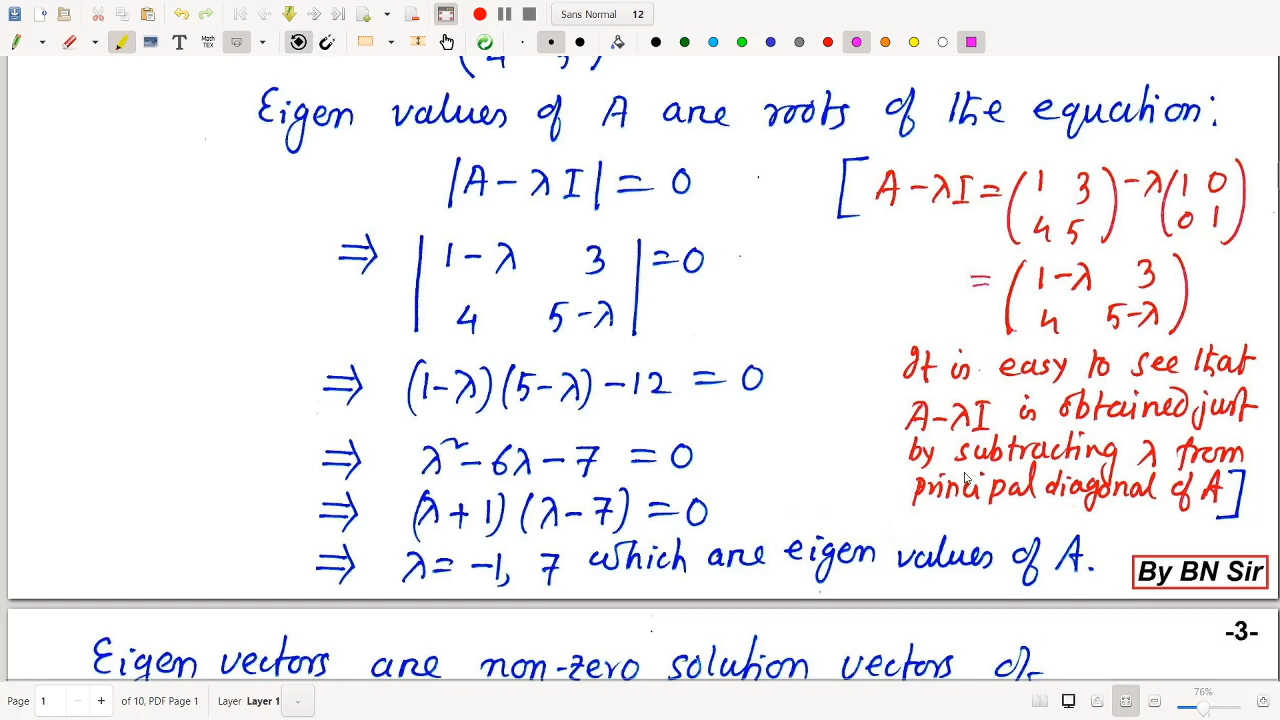 Sans Normal 12
T Math TEX
(4 5)
Eigen values of A are roots of the equation:
|A - λI| = 0
[A - λI = (1 3 4 5) - λ(1 0 0 1)
⇒ |1-λ 3
4 5-λ| = 0
= (1-λ 3
4 5-λ)
⇒ (1-λ)(5-λ) - 12 = 0
⇒ λ² - 6λ - 7 = 0
⇒ (λ + 1)(λ - 7) = 0
⇒ λ = -1, 7 which are eigen values of A.
It is easy to see that
A-λI is obtained, just
by subtracting λ from
principal diagonal of A]
By BN Sir
-3-
Eigen vectors are non-zero solution vectors of
Page 1 of 10, PDF Page 1 Layer Layer 1 76%